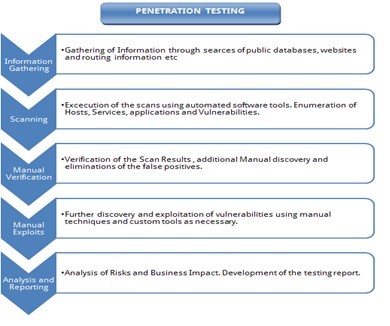 PENETRATION TESTING
Information
Gathering
•Gathering of Information through searces of public databases, websites
and routing information etc
Scanning
•Excecution of the scans using automated software tools. Enumeration of
Hosts, Services, applications and Vulnerabilities.
Manual
Verification
•Verification of the Scan Results , additional Manual discovery and
eliminations of the false positives.
Manual
Exploits
•Further discovery and exploitation of vulnerabilities using manual
techniques and custom tools as necessary.
Analysis and
Reporting
•Analysis of Risks and Business Impact. Development of the testing report.